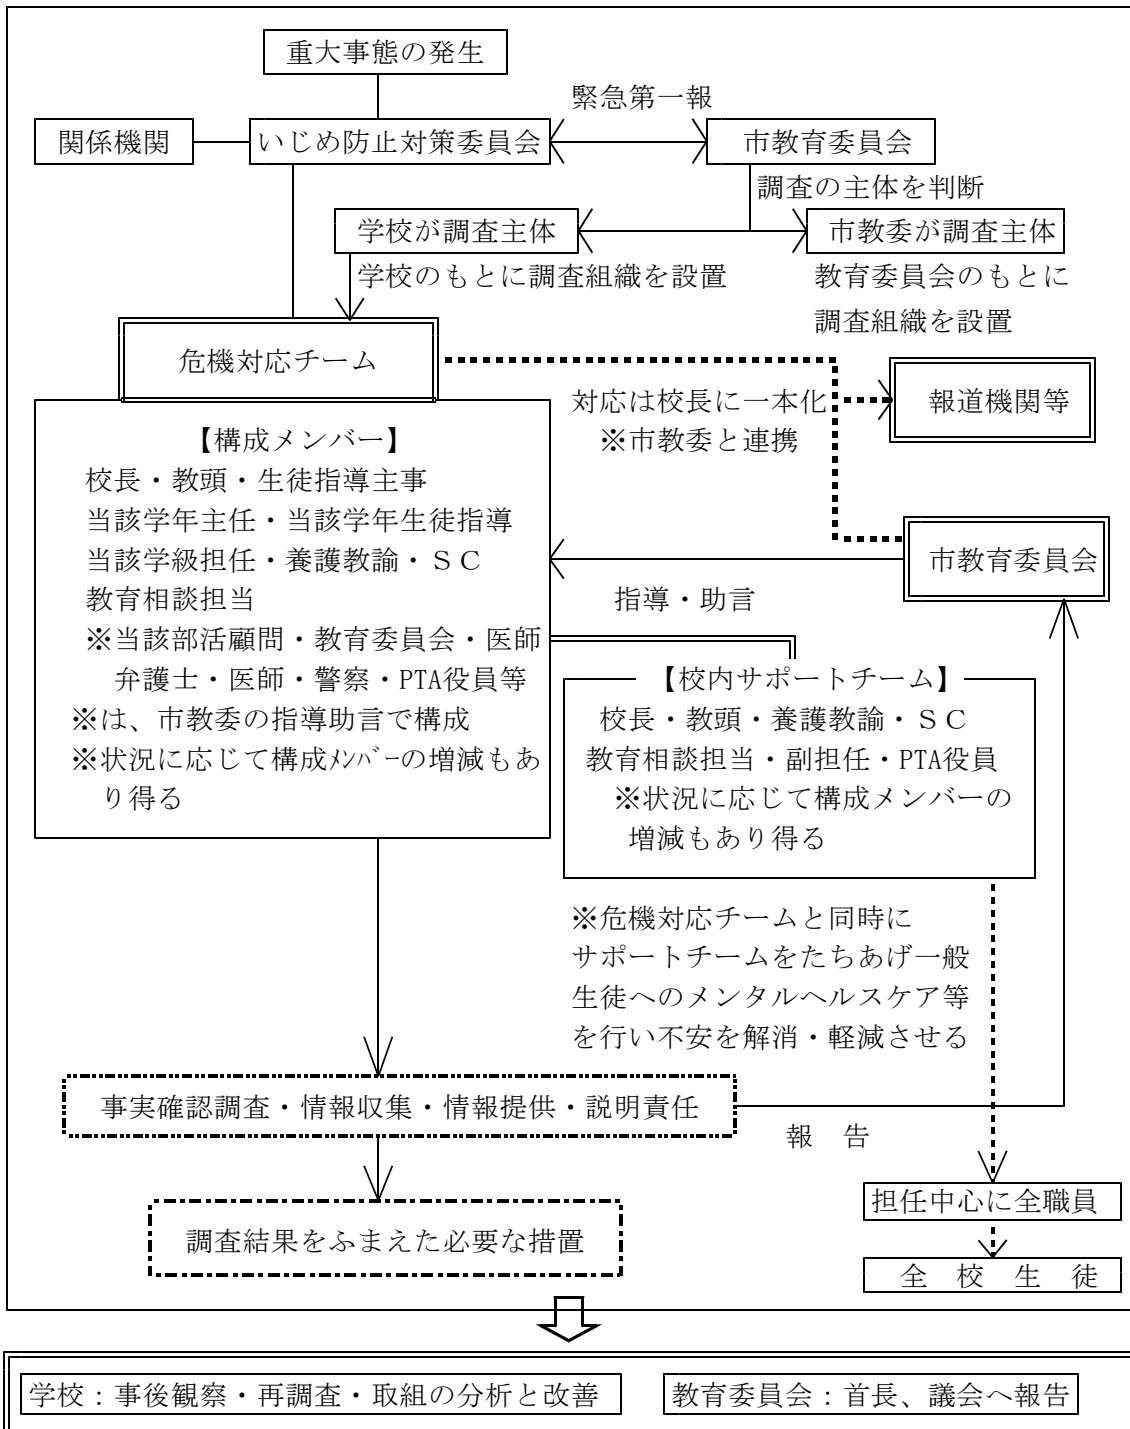 重大事態の発生
緊急第一報
関係機関
いじめ防止対策委員会
市教育委員会
調査の主体を判断
学校が調査主体
市教委が調査主体
学校のもとに調査組織を設置
教育委員会のもとに
調査組織を設置
危機対応チーム
対応は校長に一本化
※市教委と連携
報道機関等
【構成メンバー】
校長・教頭・生徒指導主事
当該学年主任・当該学年生徒指導
当該学級担任・養護教諭・ＳＣ
教育相談担当
※当該部活顧問・教育委員会・医師
弁護士・医師・警察・PTA役員等
※は、市教委の指導助言で構成
※状況に応じて構成ﾒﾝﾊﾞｰの増減もあ
り得る
市教育委員会
指導・助言
【校内サポートチーム】
校長・教頭・養護教諭・ＳＣ
教育相談担当・副担任・PTA役員
※状況に応じて構成メンバーの
増減もあり得る
※危機対応チームと同時に
サポートチームをたちあげ一般
生徒へのメンタルヘルスケア等
を行い不安を解消・軽減させる
事実確認調査・情報収集・情報提供・説明責任
報　告
調査結果をふまえた必要な措置
担任中心に全職員
全　校　生　徒
学校：事後観察・再調査・取組の分析と改善
教育委員会：首長、議会へ報告